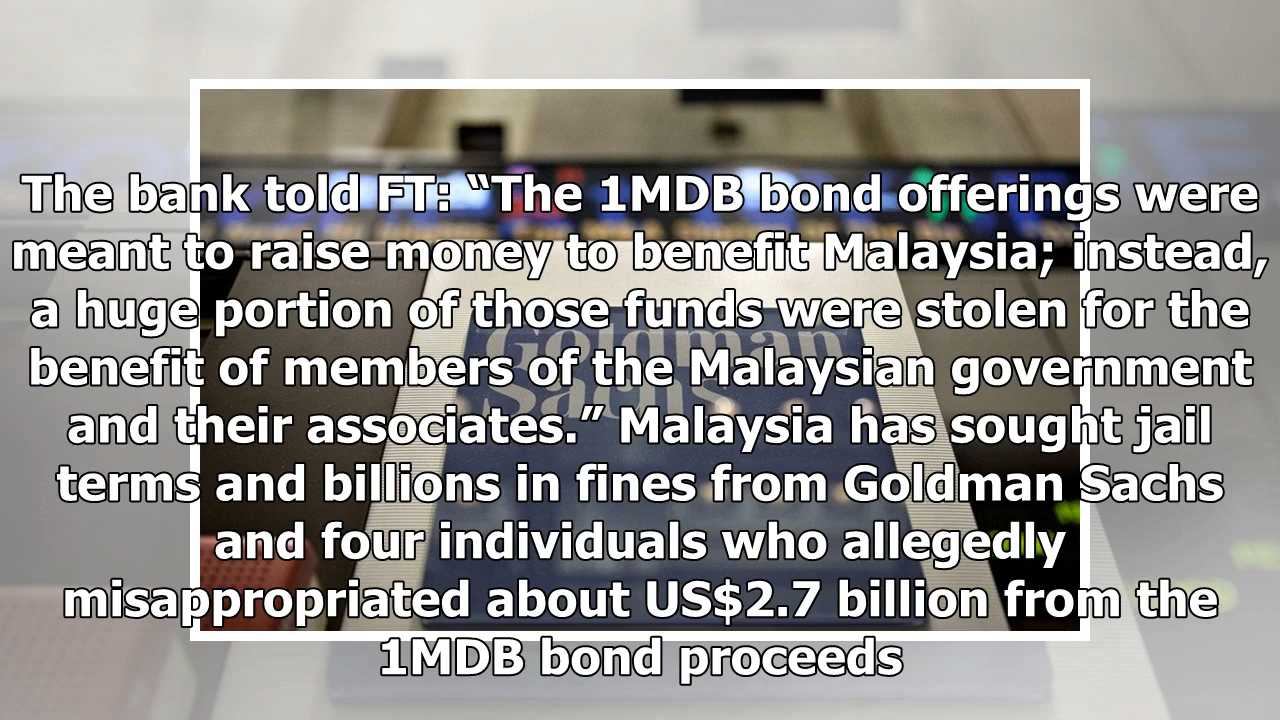 The bank told FT: “The 1MDB bond offerings were
meant to raise money to benefit Malaysia; instead,
a huge portion of those funds were stolen for the
benefit of members of the Malaysian government
and their associates.” Malaysia has sought jail
terms and billions in fines from Goldman Sachs
and four individuals who allegedly
misappropriated about US$2.7 billion from the
1MDB bond proceeds
Goldman
Sachs